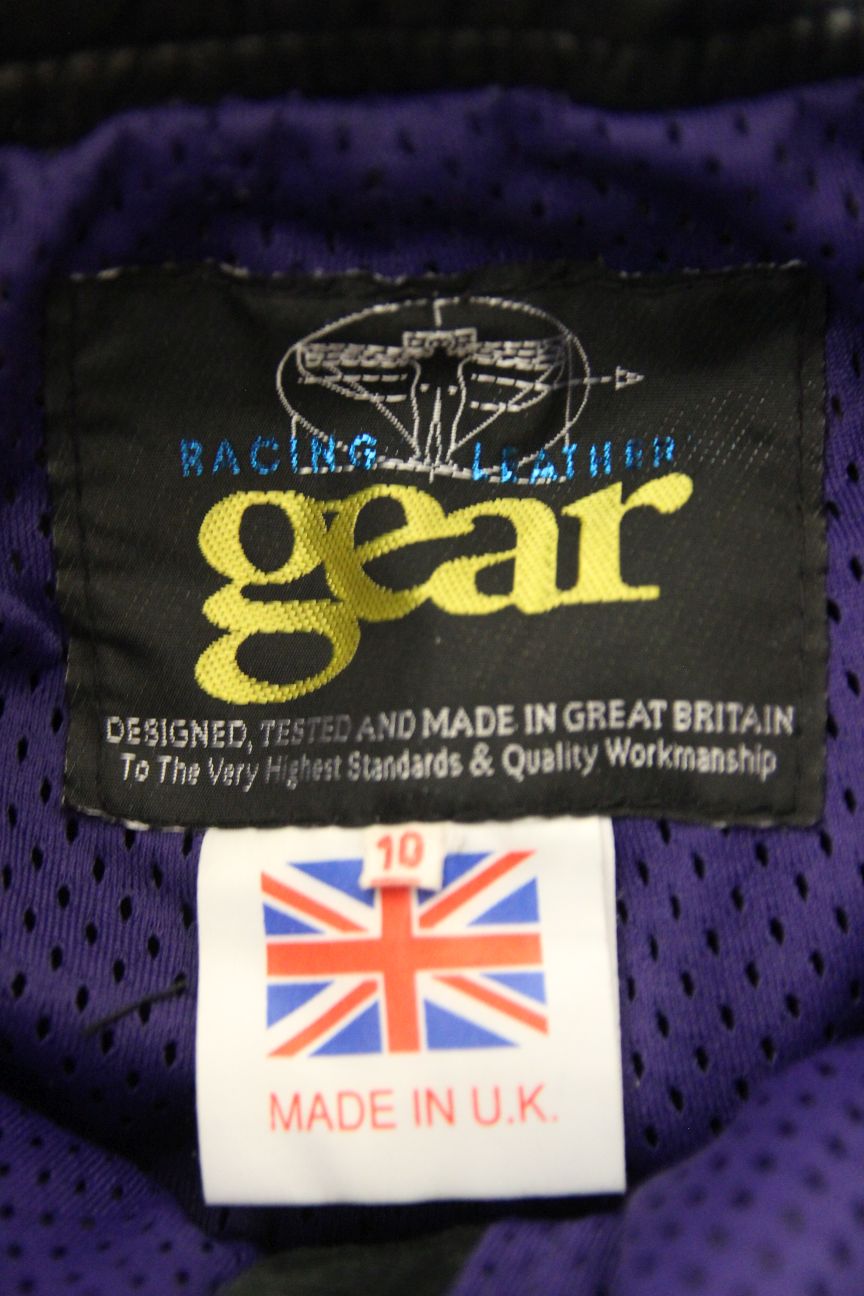 RACING LEATHER
gear
DESIGNED, TESTED AND MADE IN GREAT BRITAIN
To The Very Highest Standards & Quality Workmanship
10
MADE IN U.K.